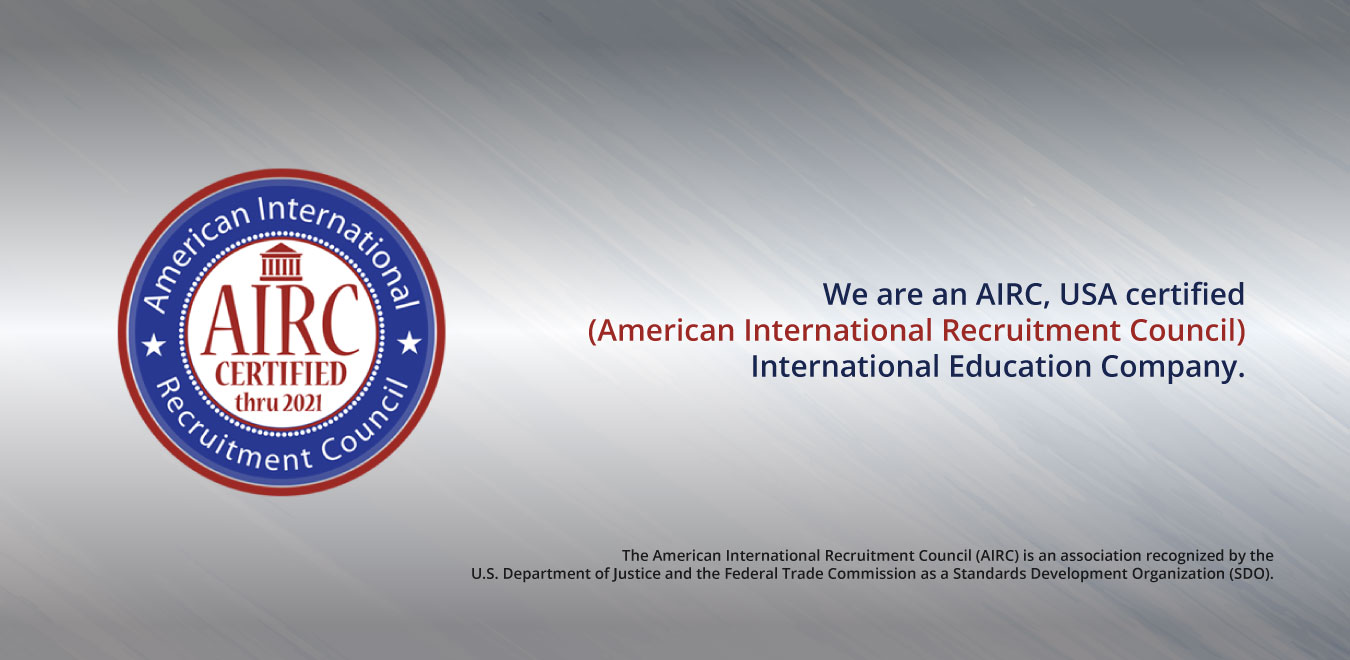 American International
AIRC
CERTIFIED
thru 2021
Recruitment Council
We are an AIRC, USA certified
(American International Recruitment Council)
International Education Company.
The American International Recruitment Council (AIRC) is an association recognized by the
U.S. Department of Justice and the Federal Trade Commission as a Standards Development Organization (SDO).